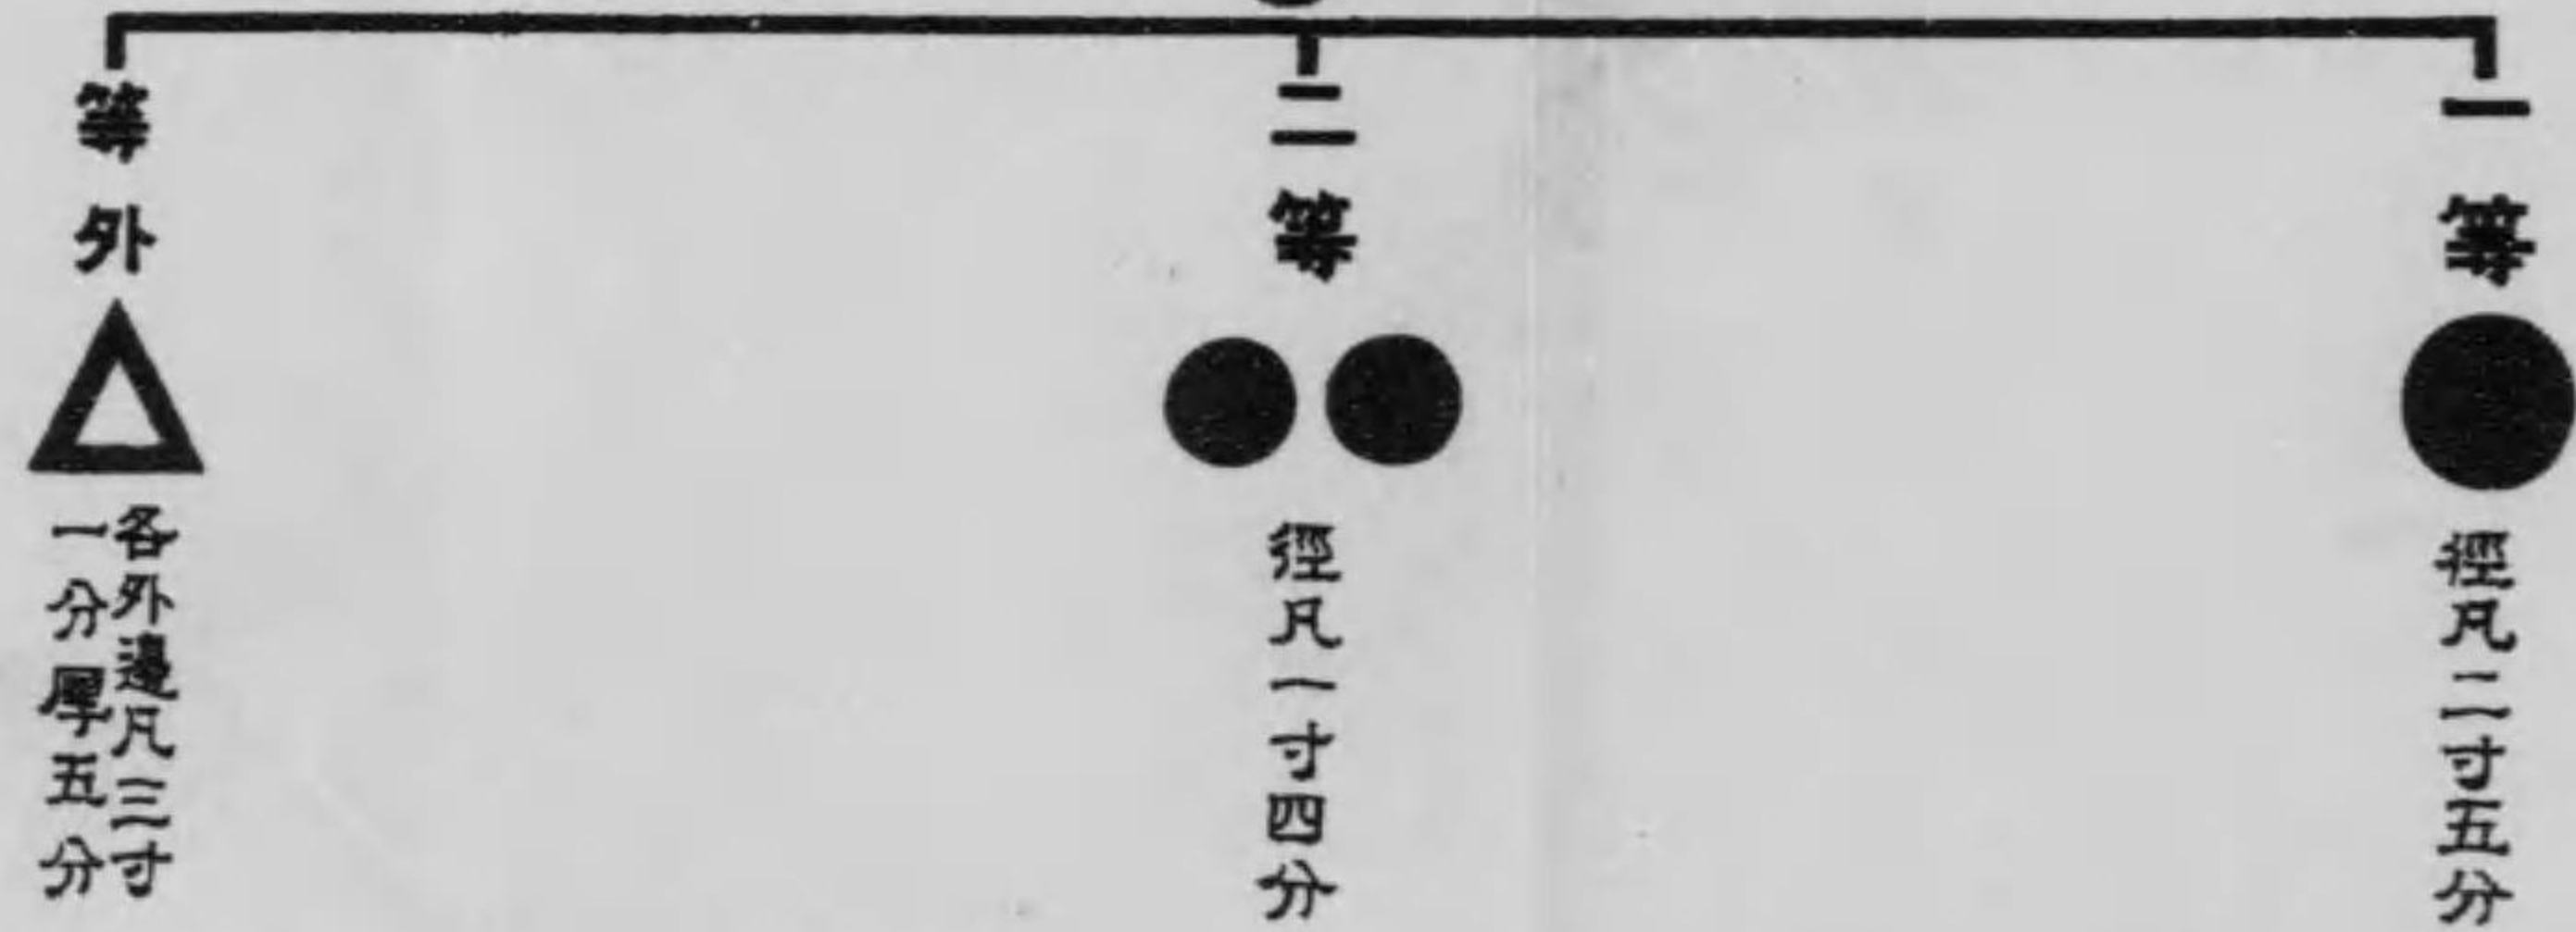 一等
徑凡二寸五分
二等
徑凡一寸四分
等外
各外邊凡三寸
一分厚五分